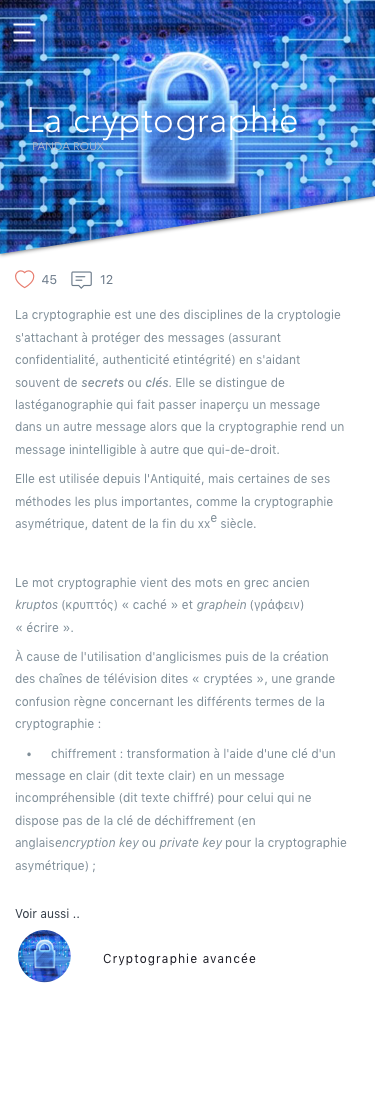 La cryptographie
PANDA ROUX
45 12
La cryptographie est une des disciplines de la cryptologie
s'attachant à protéger des messages (assurant
confidentialité, authenticité etintégrité) en s'aidant
souvent de secrets ou clés. Elle se distingue de
lastéganographie qui fait passer inaperçu un message
dans un autre message alors que la cryptographie rend un
message inintelligible à autre que qui-de-droit.
Elle est utilisée depuis l'Antiquité, mais certaines de ses
méthodes les plus importantes, comme la cryptographie
asymétrique, datent de la fin du xxe siècle.
Le mot cryptographie vient des mots en grec ancien
kruptos (κρυπτός) « caché » et graphein (γράφειν)
« écrire ».
À cause de l'utilisation d'anglicismes puis de la création
des chaînes de télévision dites « cryptées », une grande
confusion règne concernant les différents termes de la
cryptographie :
• chiffrement : transformation à l'aide d'une clé d'un
message en clair (dit texte clair) en un message
incompréhensible (dit texte chiffré) pour celui qui ne
dispose pas de la clé de déchiffrement (en
anglaisencryption key ou private key pour la cryptographie
asymétrique) ;
Voir aussi ..
Cryptographie avancée